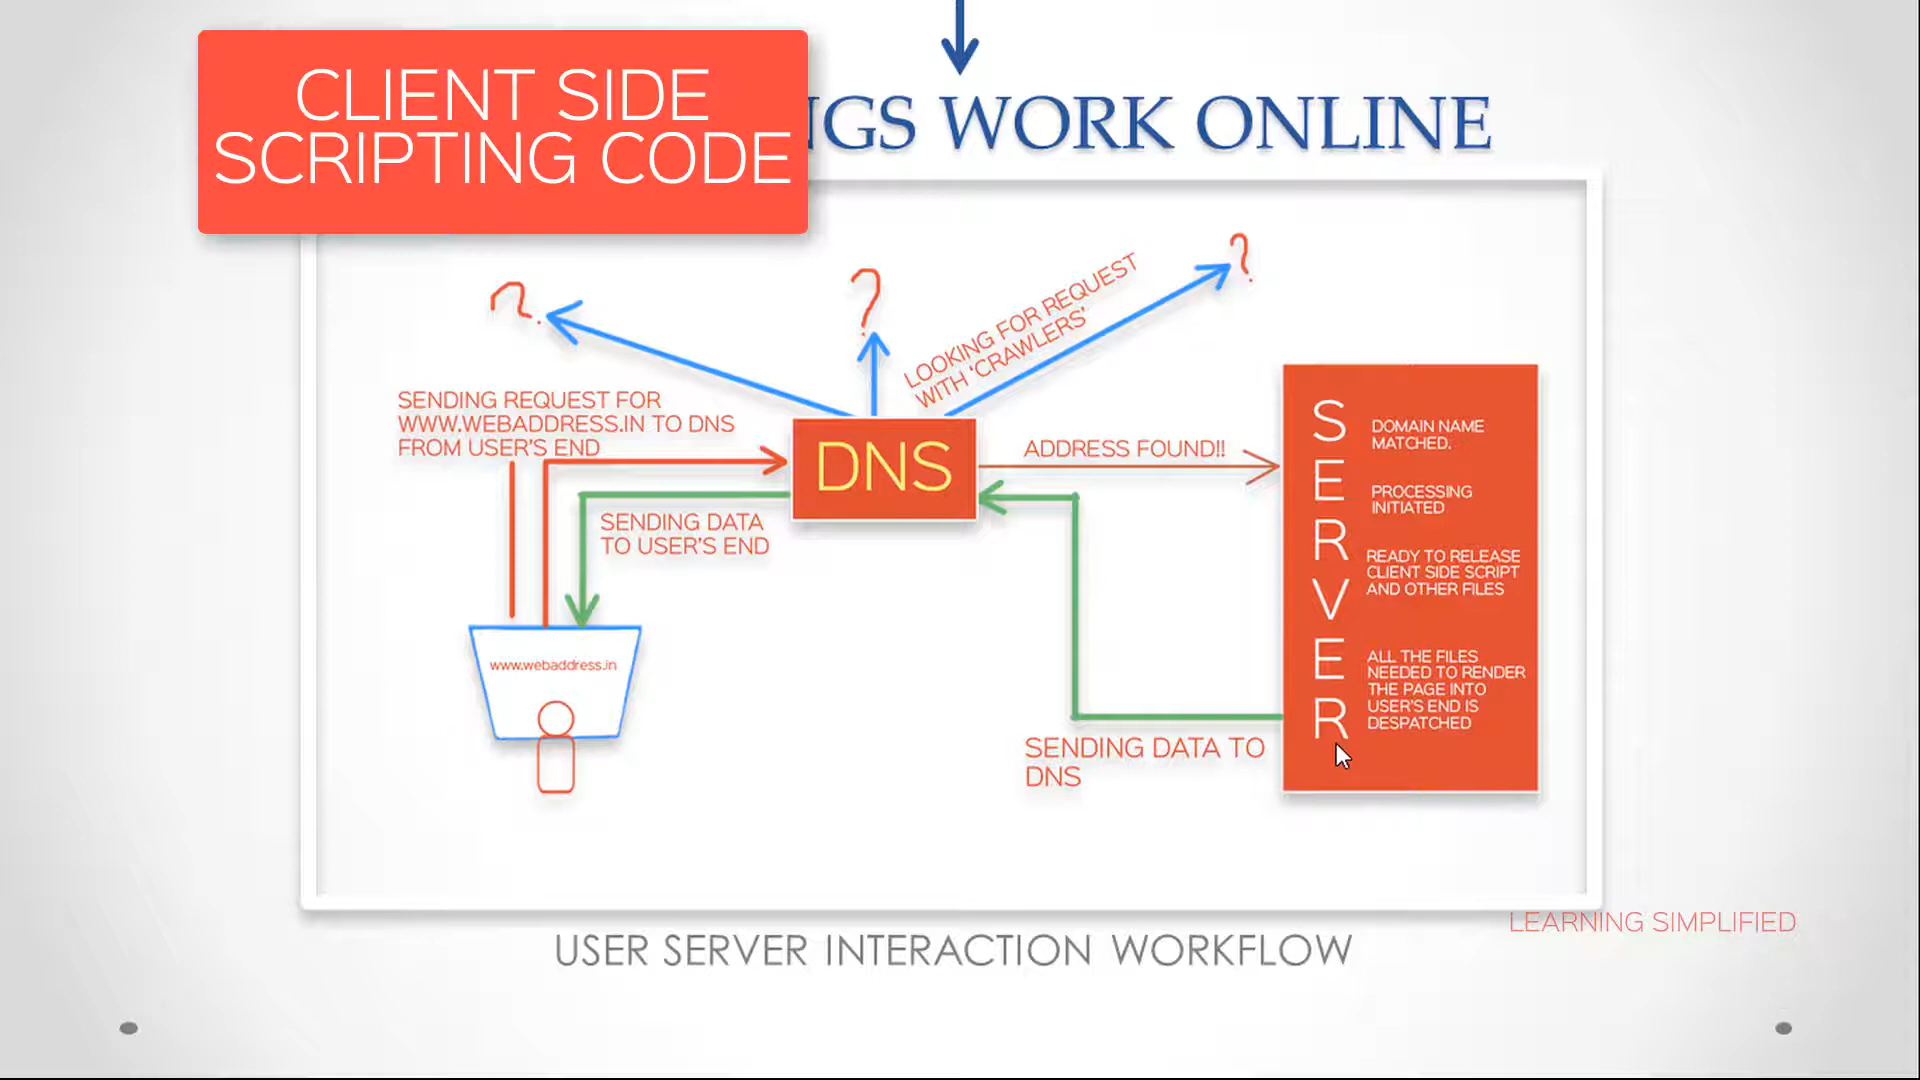 CLIENT SIDE
SCRIPTING CODE
NGS WORK ONLINE
?
?
?
LOOKING FOR REQUEST
WITH 'CRAWLERS'
SENDING REQUEST FOR
WWW.WEBADDRESS.IN TO DNS
FROM USER'S END
DNS
ADDRESS FOUND!!
SENDING DATA
TO USER'S END
www.webaddress.in
SERVER
DOMAIN NAME
MATCHED.
PROCESSING
INITIATED
READY TO RELEASE
CLIENT SIDE SCRIPT
AND OTHER FILES
ALL THE FILES
NEEDED TO RENDER
THE PAGE INTO
USER'S END IS
DESPATCHED
SENDING DATA TO
DNS
LEARNING SIMPLIFIED
USER SERVER INTERACTION WORKFLOW